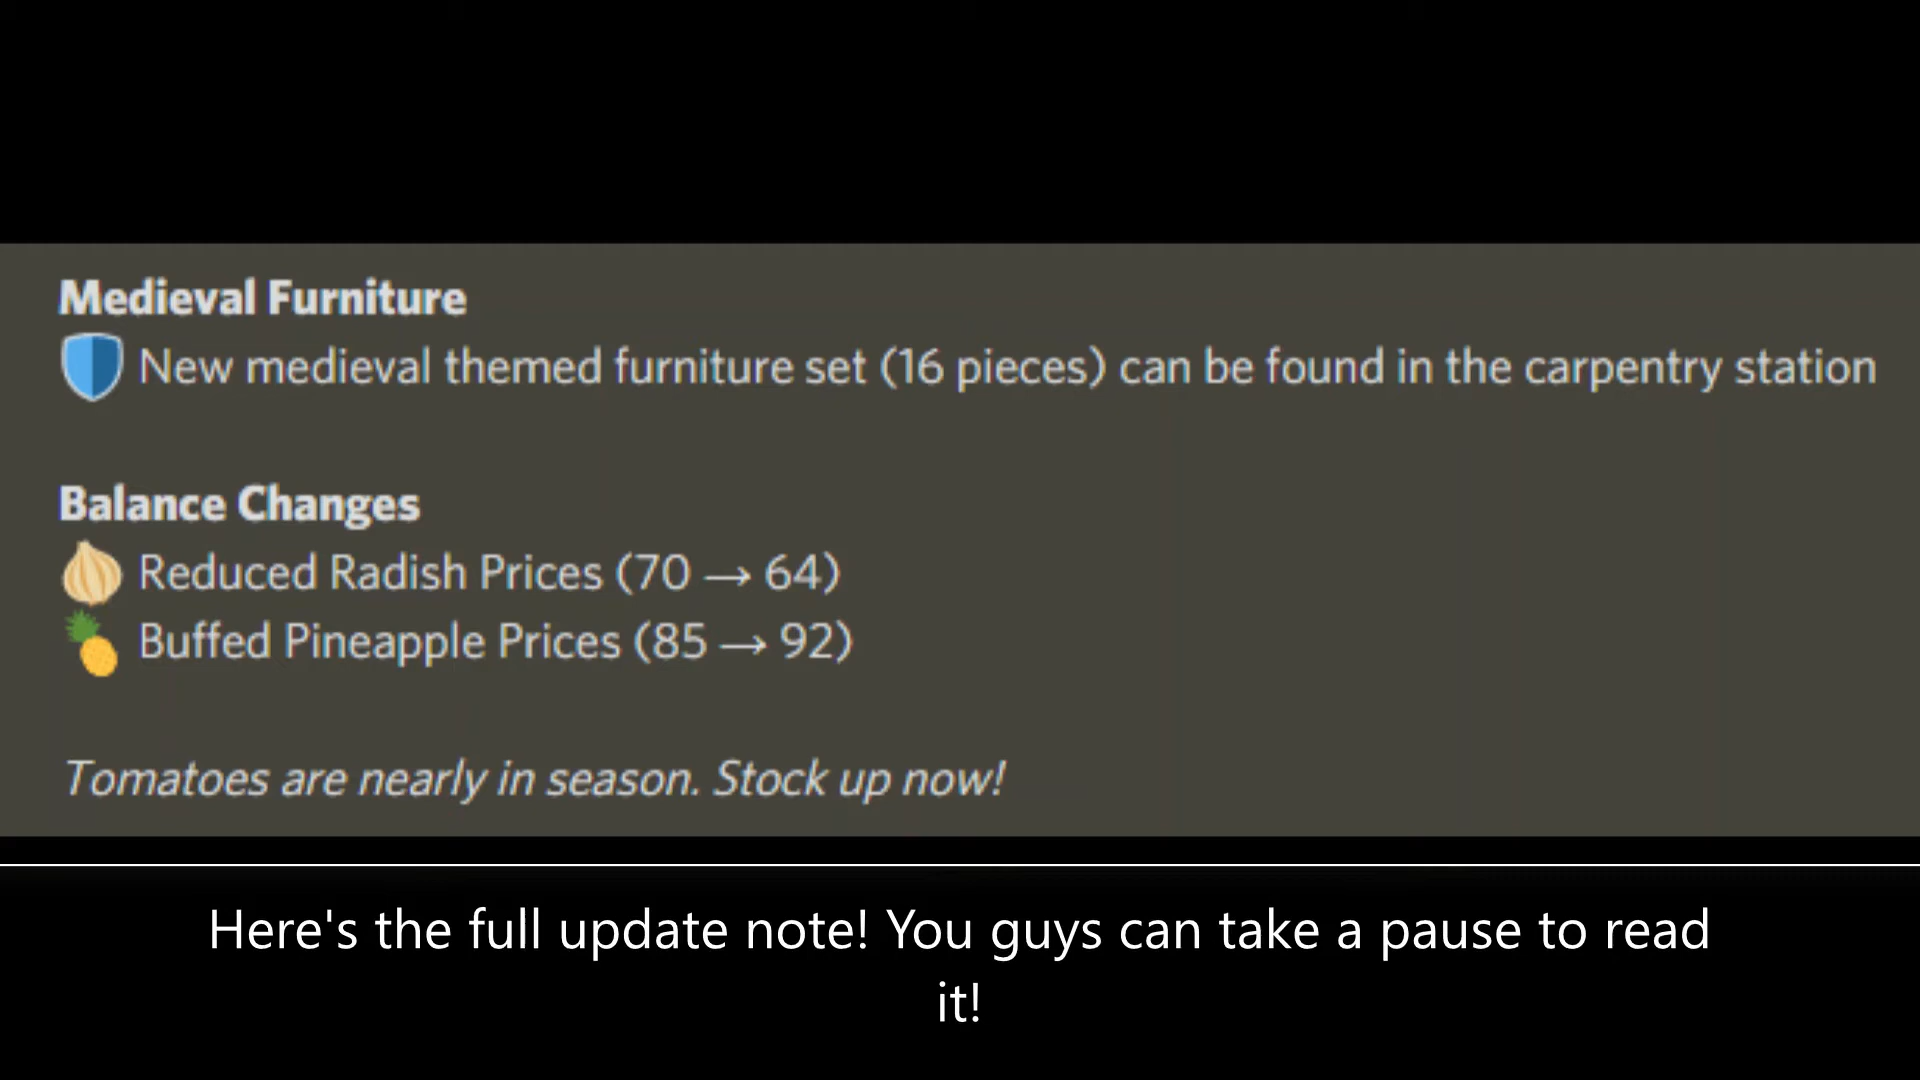 Medieval Furniture
New medieval themed furniture set (16 pieces) can be found in the carpentry station
Balance Changes
Reduced Radish Prices (70 → 64)
Buffed Pineapple Prices (85 → 92)
Tomatoes are nearly in season. Stock up now!
Here's the full update note! You guys can take a pause to read
it!